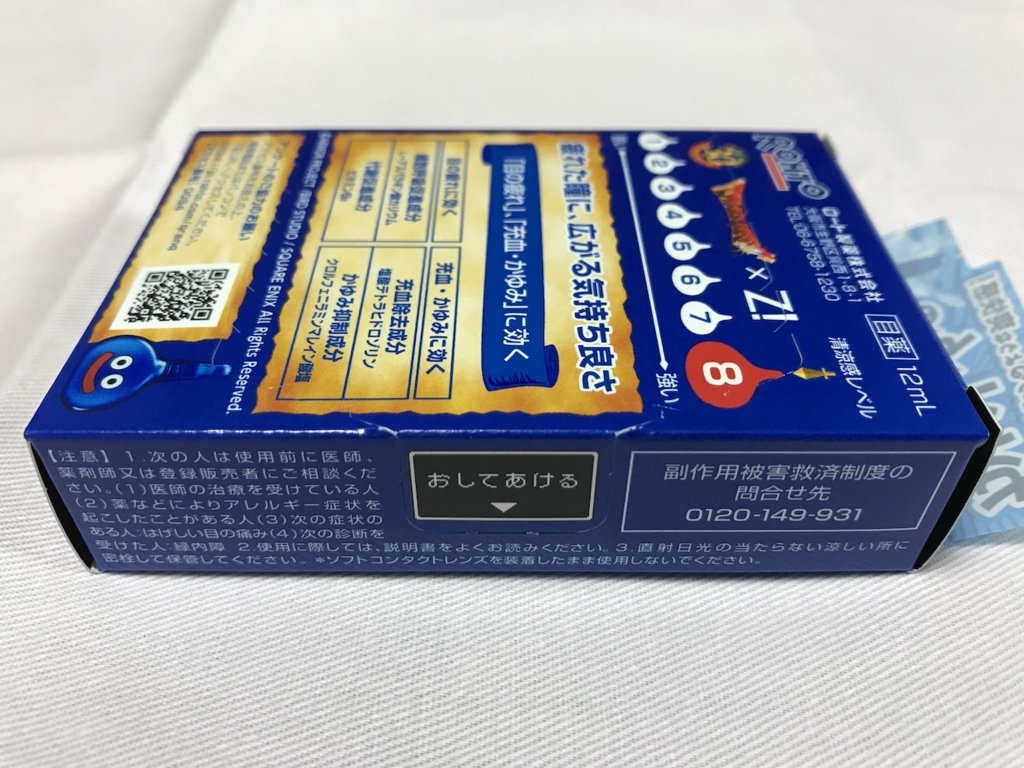 ROHTO
ロート製薬株式会社
TEL.06-6758-1230
目薬 12mL
× Z!
清涼感レベル
1 2 3 4 5 6 7 8
強い
疲れた瞳に、広がる気持ち良さ
「目の疲れ」、「充血・かゆみ」に効く
目の疲れに効く
充血・かゆみに効く
充血除去成分
塩酸テトラヒドロゾリン
かゆみ抑制成分
クロルフェニラミンマレイン酸塩
BIRD STUDIO / SQUARE ENIX All Rights Reserved.
【注意】 1.次の人は使用前に医師、
薬剤師又は登録販売者にご相談くだ
さい。(1)医師の治療を受けている人
(2)薬などによりアレルギー症状を
起こしたことがある人(3)次の症状の
ある人:はげしい目の痛み(4)次の診断を
受けた人:緑内障 2.使用に際しては、説明書をよくお読みください。3.直射日光の当たらない涼しい所に
密栓して保管してください。*ソフトコンタクトレンズを装着したまま使用しないでください。
おしてあける
副作用被害救済制度の
問合せ先
0120-149-931